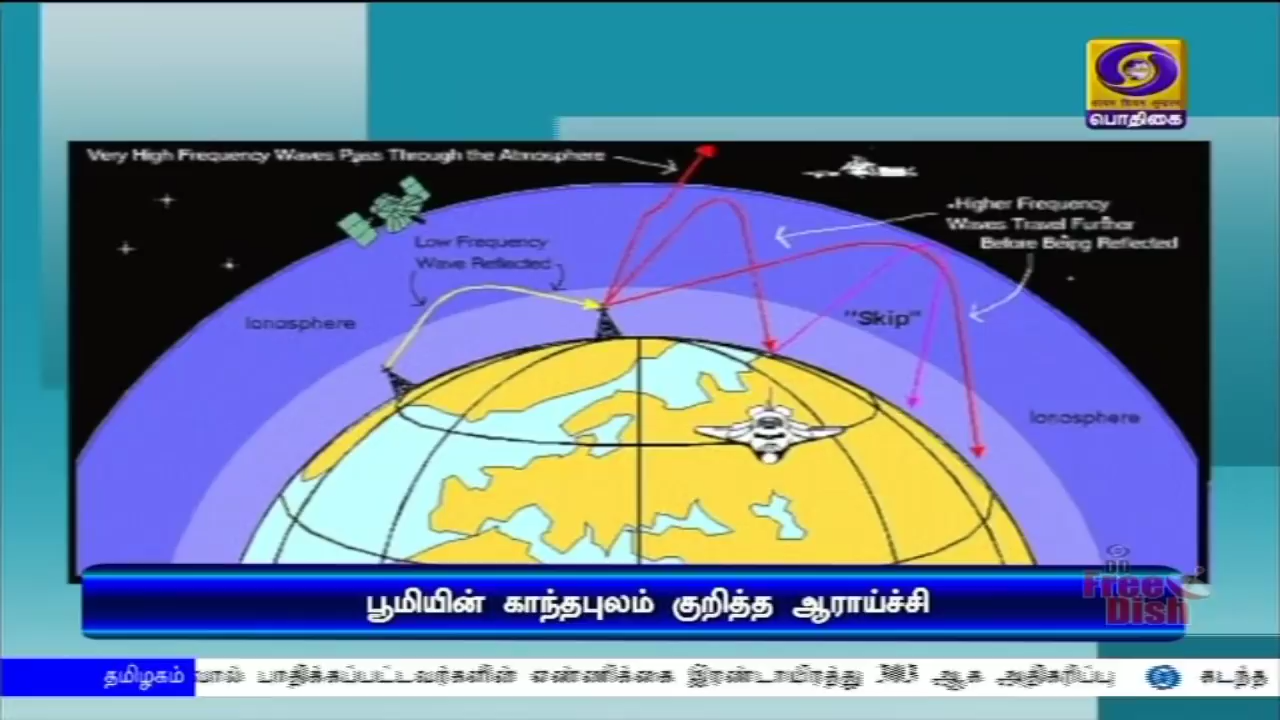 பொதிகை
Very High Frequency Waves Pass Through the Atmosphere
Higher Frequency
Waves Travel Further
Before Being Reflected
Low Frequency
Wave Reflected
Ionosphere
"Skip"
Ionosphere
பூமியின் காந்தபுலம் குறித்த ஆராய்ச்சி
DD
Free Dish
தமிழகம் வால் பாதிக்கப்பட்டவர்களின் எண்ணிக்கை இரண்டாயிரத்து ஆக அதிகரிப்பு கடந்த